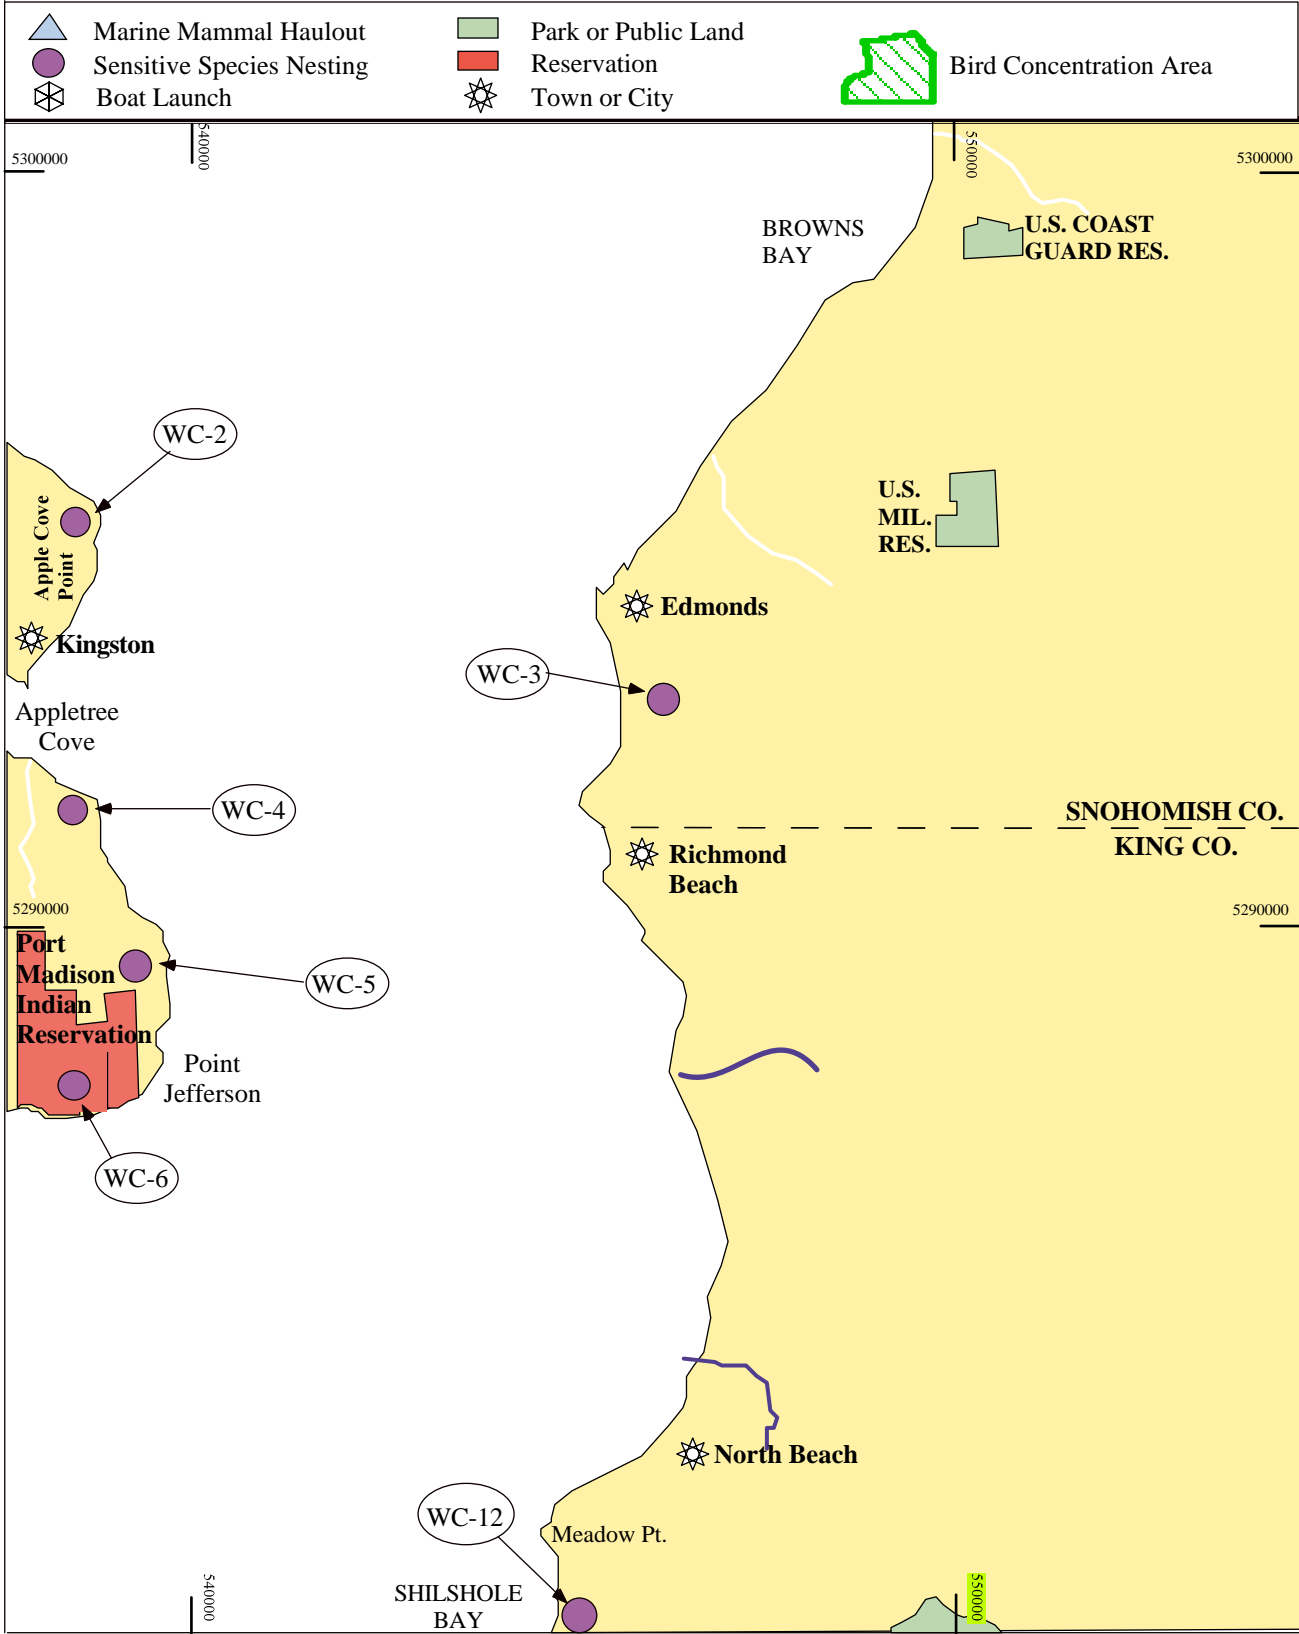 Marine Mammal Haulout
Sensitive Species Nesting
Boat Launch
Park or Public Land
Reservation
Town or City
Bird Concentration Area
540000
550000
5300000
5300000
BROWNS
BAY
U.S. COAST
GUARD RES.
WC-2
Apple Cove
Point
U.S.
MIL.
RES.
Edmonds
Kingston
WC-3
Appletree
Cove
WC-4
SNOHOMISH CO.
KING CO.
Richmond
Beach
5290000
5290000
Port
Madison
Indian
Reservation
WC-5
Point
Jefferson
WC-6
North Beach
WC-12
Meadow Pt.
SHILSHOLE
BAY
540000
550000